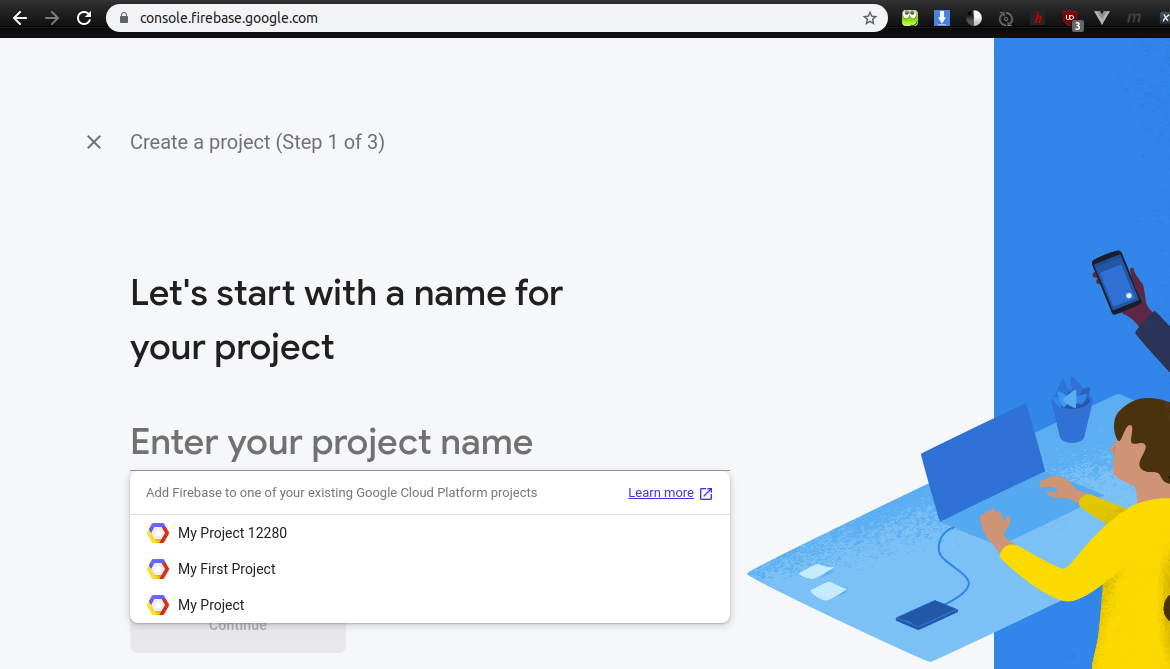 console.firebase.google.com
h
UD
3
m
x
Create a project (Step 1 of 3)
Let's start with a name for
your project
Enter your project name
Add Firebase to one of your existing Google Cloud Platform projects Learn more
My Project 12280
My First Project
My Project
Continue